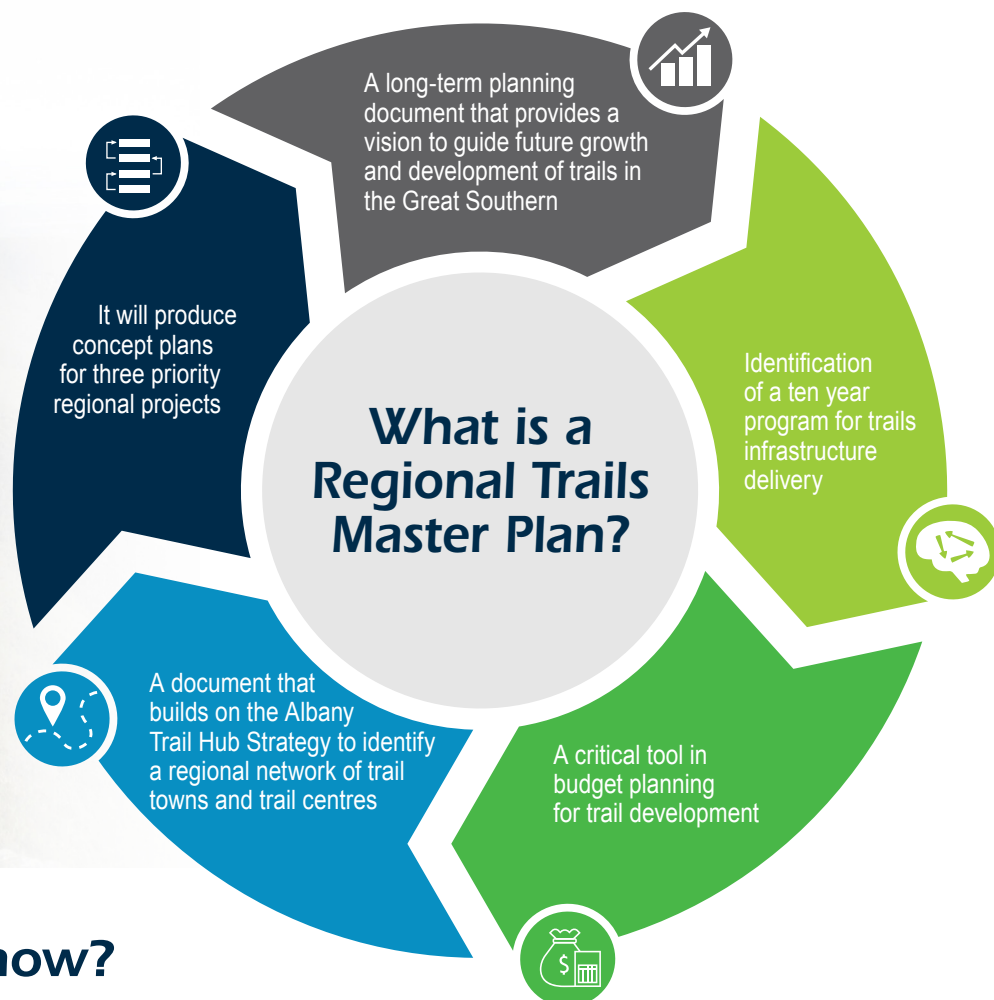 A long-term planning
document that provides a
vision to guide future growth
and development of trails in
the Great Southern
It will produce
concept plans
for three priority
regional projects
Identification
of a ten year
program for trails
infrastructure
delivery
What is a
Regional Trails
Master Plan?
A document that
builds on the Albany
Trail Hub Strategy to identify
a regional network of trail
towns and trail centres
A critical tool in
budget planning
for trail development
$
now?